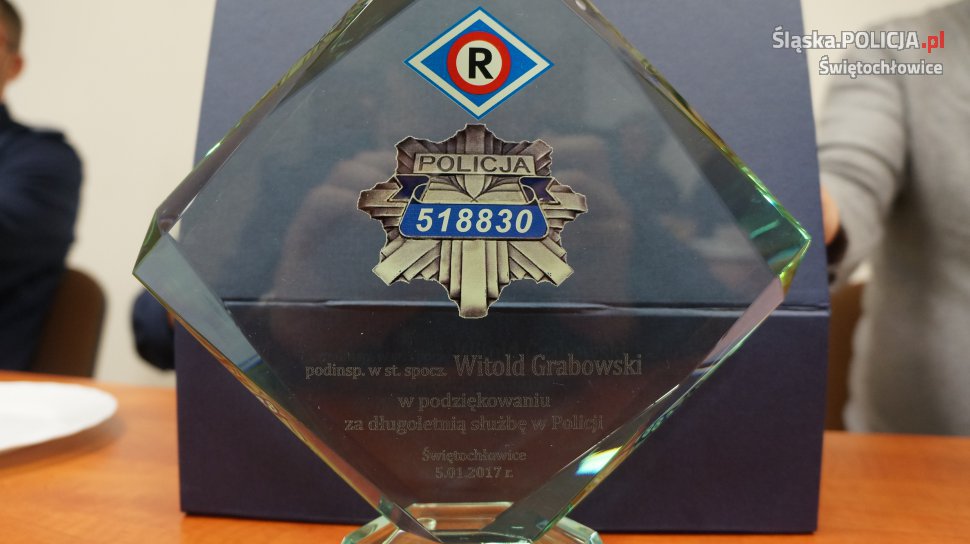 Śląska.POLICJA.pl
Świętochłowice
R
POLICJA
518830
podinsp. w st. spocz. Witold Grabowski
w podziękowaniu
za długoletnią służbę w Policji
Świętochłowice
5.01.2017 r.